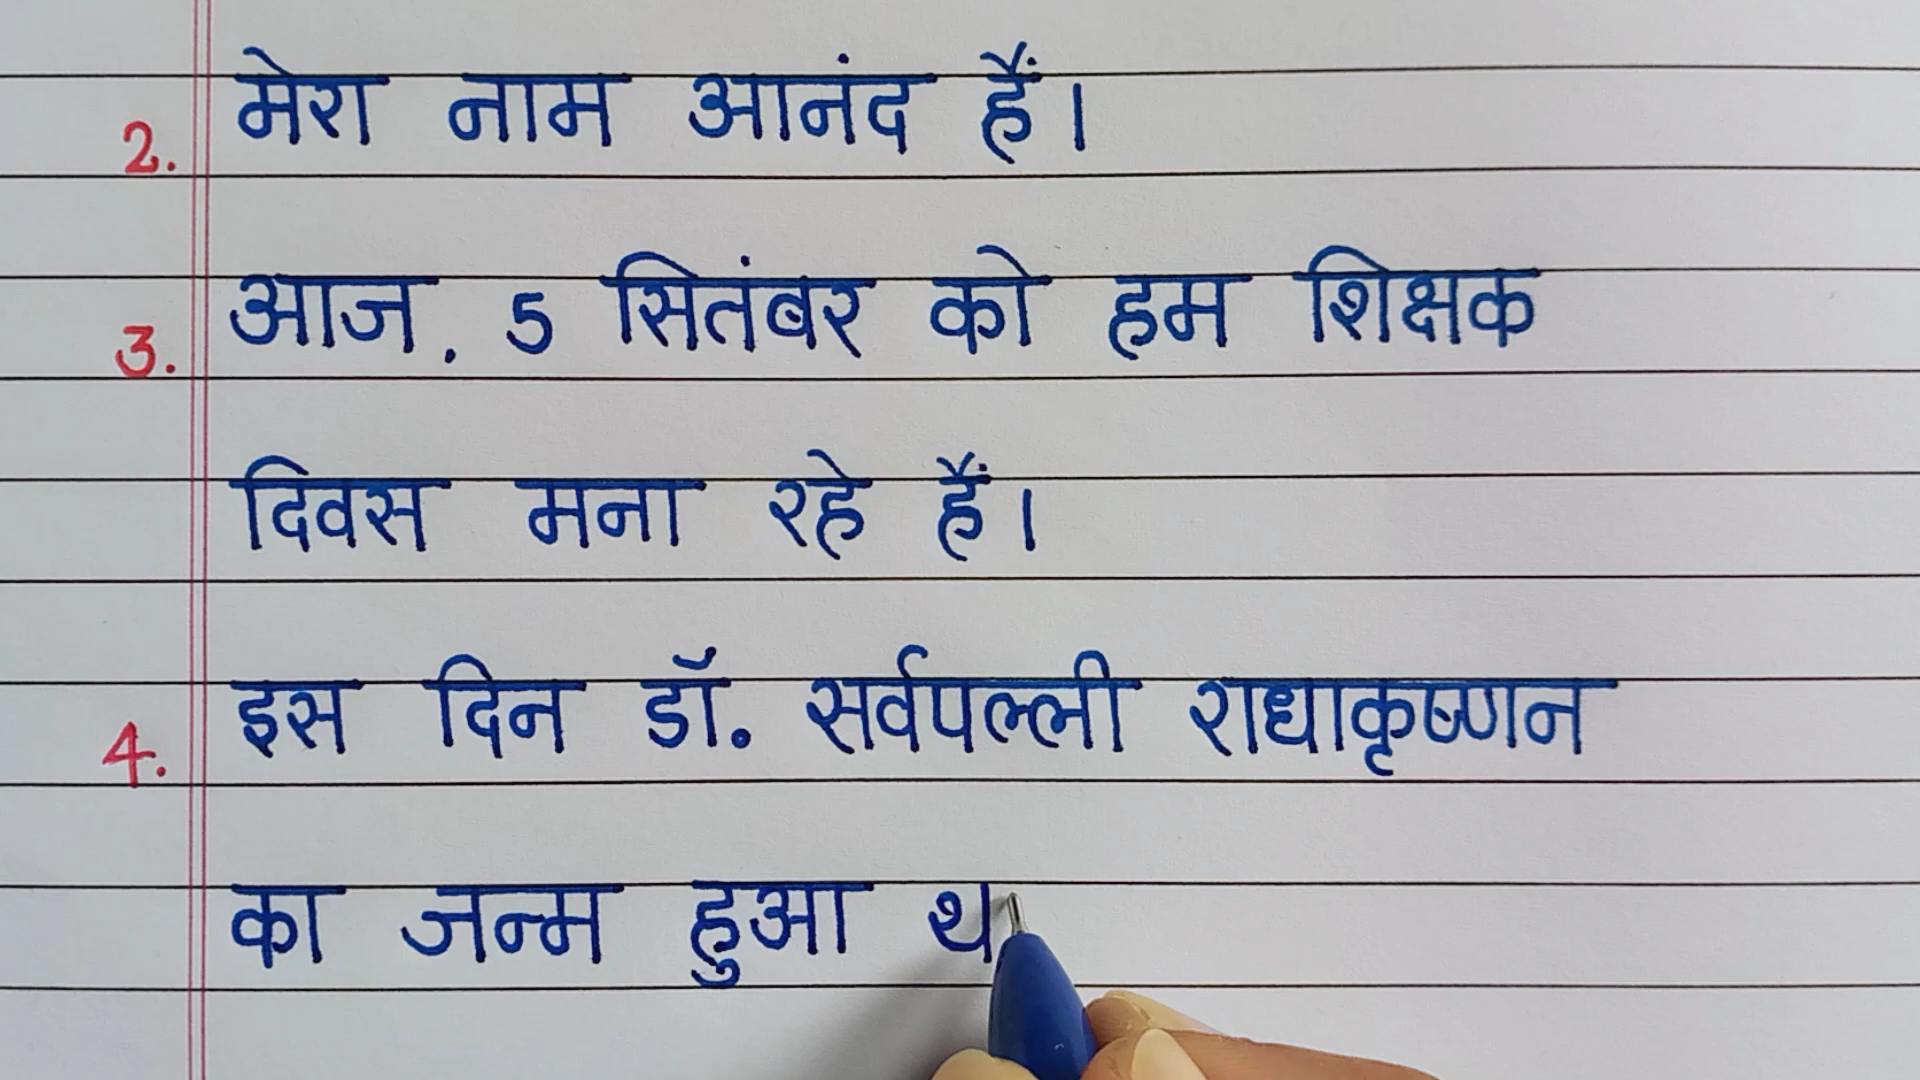 2. मेरा नाम आनंद हैं।
3. आज. 5 सितंबर को हम शिक्षक
दिवस मना रहे हैं।
4. इस दिन डॉ. सर्वपल्ली राधाकृष्णन
का जन्म हुआ थ